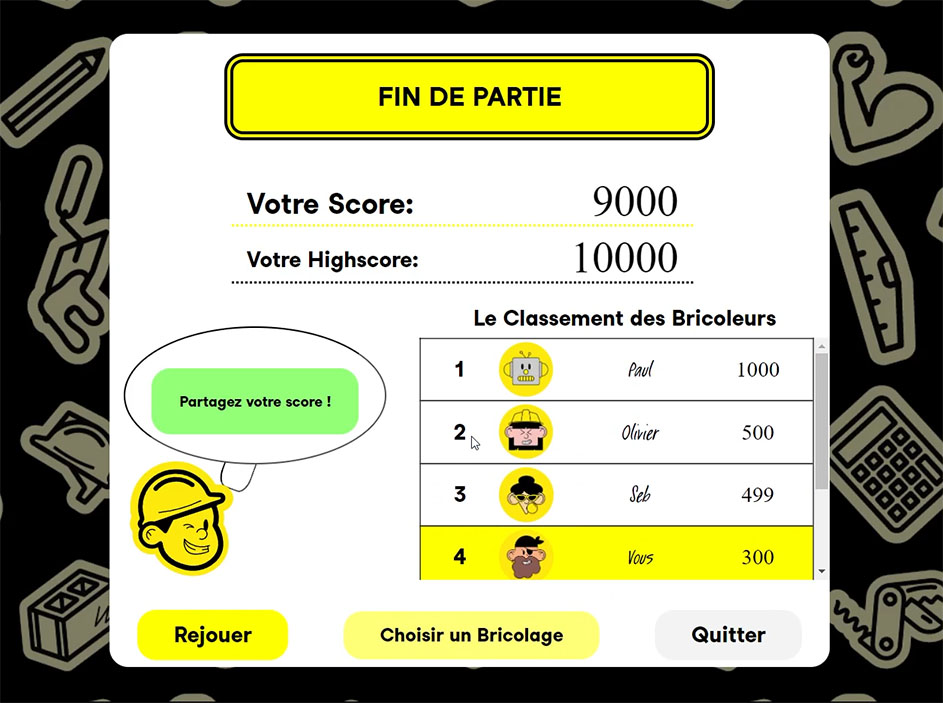 FIN DE PARTIE
Votre Score: 9000
Votre Highscore: 10000
Le Classement des Bricoleurs
1 Paul 1000
2 Olivier 500
3 Seb 499
4 Vous 300
Partagez votre score !
Rejouer
Choisir un Bricolage
Quitter